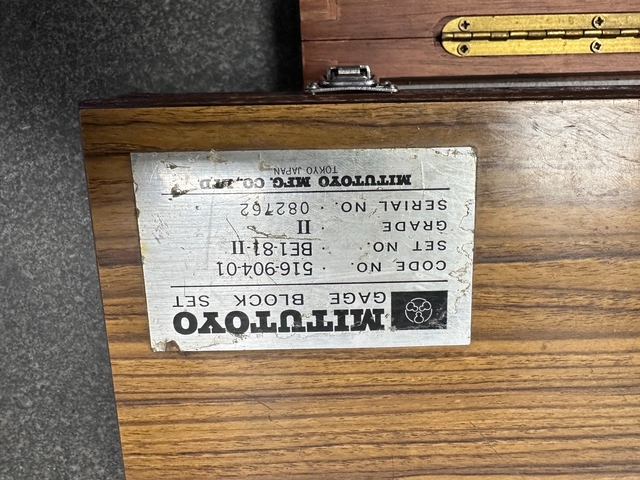 MITUTOYO
GAGE BLOCK SET
CODE NO. · 516-904-01
SET NO. · BE1-81-II
GRADE · II
SERIAL NO. · 082762
MITUTOYO MFG. CO., LTD.
TOKYO JAPAN